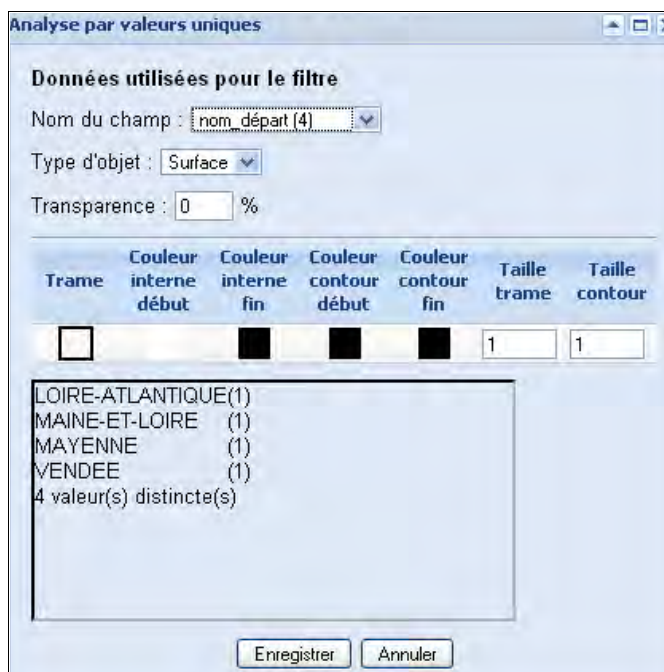 Analyse par valeurs uniques
Données utilisées pour le filtre
Nom du champ : nom_départ (4)
Type d'objet : Surface
Transparence : 0 %
Trame Couleur interne début Couleur interne fin Couleur contour début Couleur contour fin Taille trame Taille contour
1 1
LOIRE-ATLANTIQUE(1)
MAINE-ET-LOIRE (1)
MAYENNE (1)
VENDEE (1)
4 valeur(s) distincte(s)
Enregistrer Annuler